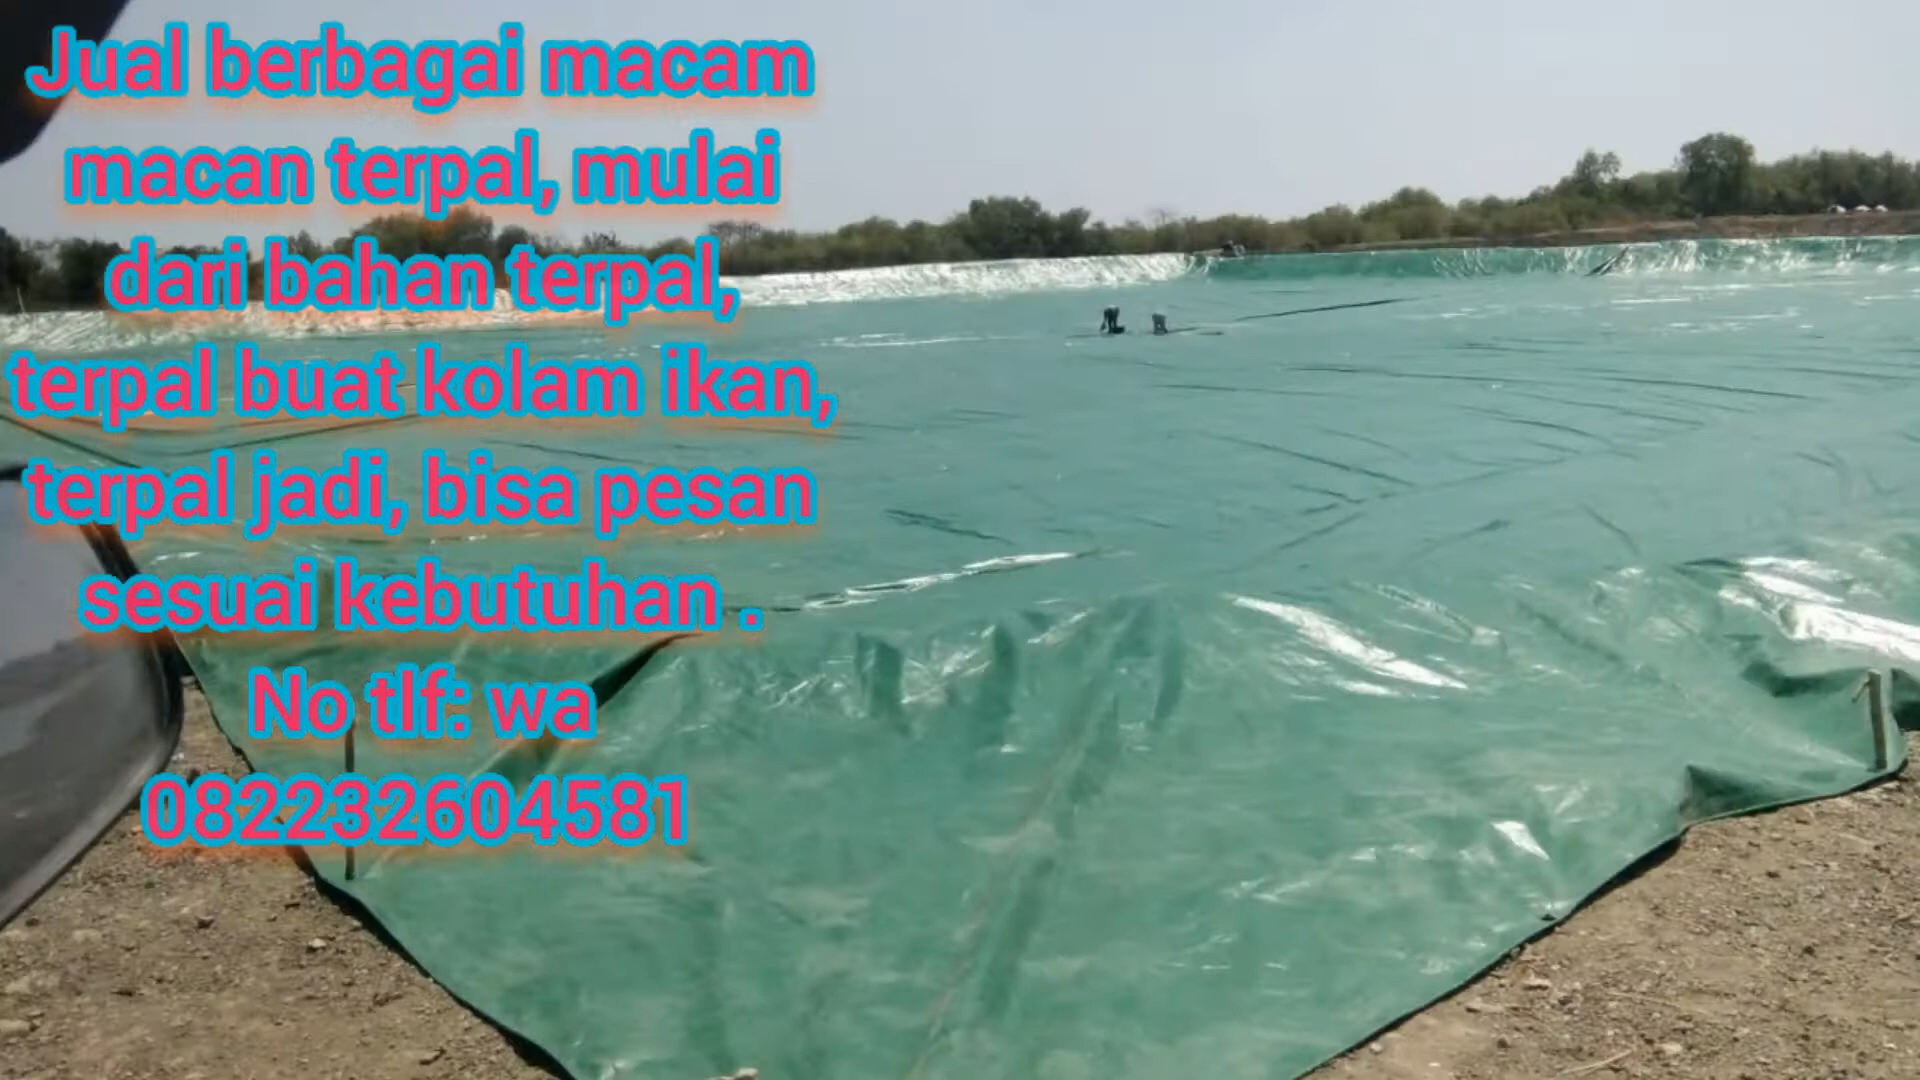 Jual berbagai macam
macan terpal, mulai
dari bahan terpal,
terpal buat kolam ikan,
terpal jadi, bisa pesan
sesuai kebutuhan .
No tlf: wa
082232604581